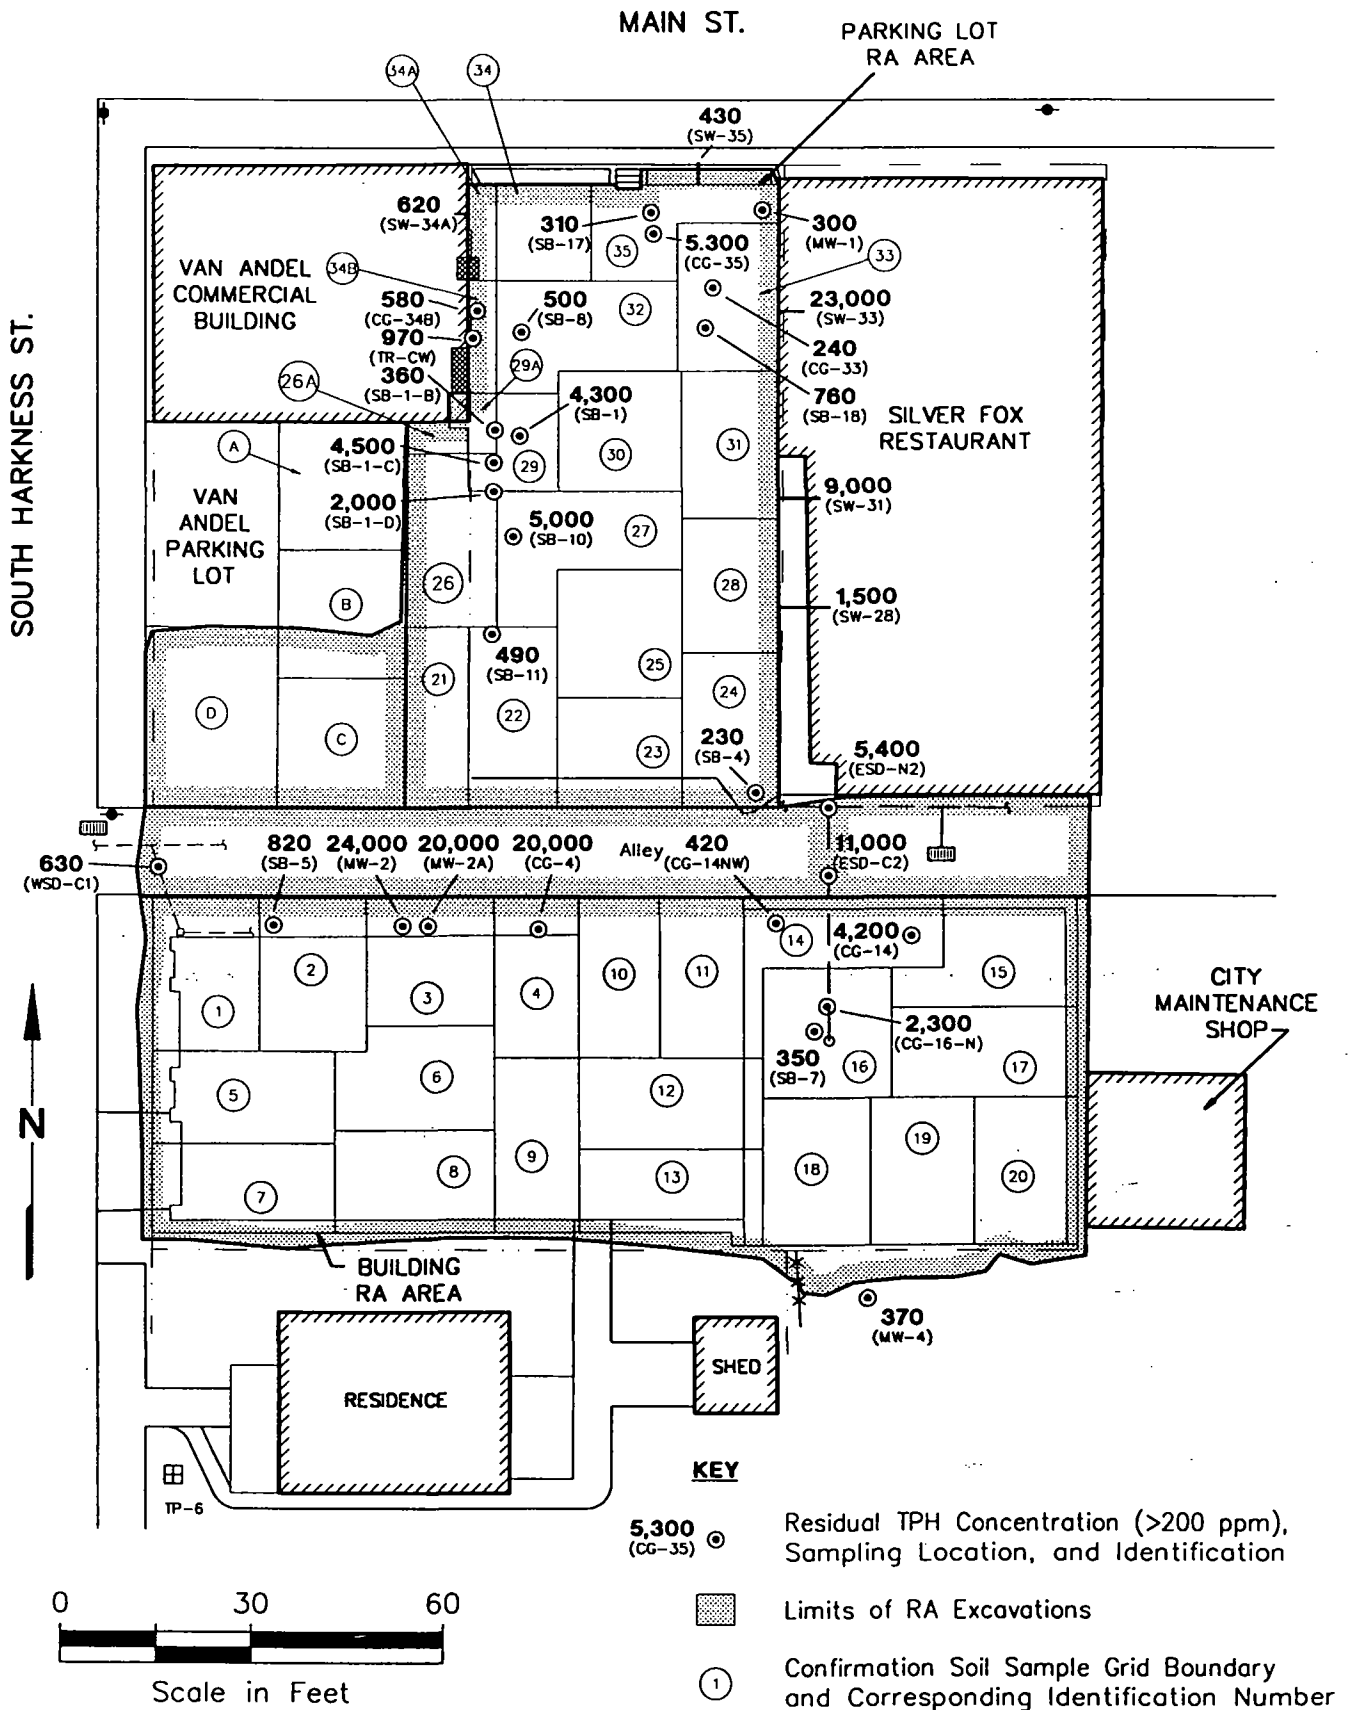 MAIN ST.
PARKING LOT
RA AREA
34A
34
430
(SW-35)
620
(SW-34A)
310
(SB-17)
35
5.300
(CG-35)
300
(MW-1)
33
VAN ANDEL
COMMERCIAL
BUILDING
34B
580
(CG-34B)
970
(TR-CW)
360
(SB-1-B)
500
(SB-8)
32
23,000
(SW-33)
240
(CG-33)
760
(SB-18)
SOUTH HARKNESS ST.
26A
29A
4,300
(SB-1)
SILVER FOX
RESTAURANT
A
4,500
(SB-1-C)
29
30
31
VAN
ANDEL
PARKING
LOT
2,000
(SB-1-D)
5,000
(SB-10)
27
9,000
(SW-31)
26
28
B
1,500
(SW-28)
490
(SB-11)
21
22
25
24
D
C
23
230
(SB-4)
5,400
(ESD-N2)
630
(WSD-C1)
820
(SB-5)
24,000
(MW-2)
20,000
(MW-2A)
20,000
(CG-4)
Alley
420
(CG-14NW)
11,000
(ESD-C2)
14
4,200
(CG-14)
1
2
3
4
10
11
15
CITY
MAINTENANCE
SHOP
2,300
(CG-16-N)
350
(SB-7)
16
17
5
6
12
N
7
8
9
13
18
19
20
BUILDING
RA AREA
370
(MW-4)
RESIDENCE
SHED
TP-6
KEY
5,300
(CG-35)
Residual TPH Concentration (>200 ppm),
Sampling Location, and Identification
Limits of RA Excavations
1
Confirmation Soil Sample Grid Boundary
and Corresponding Identification Number
0 30 60
Scale in Feet